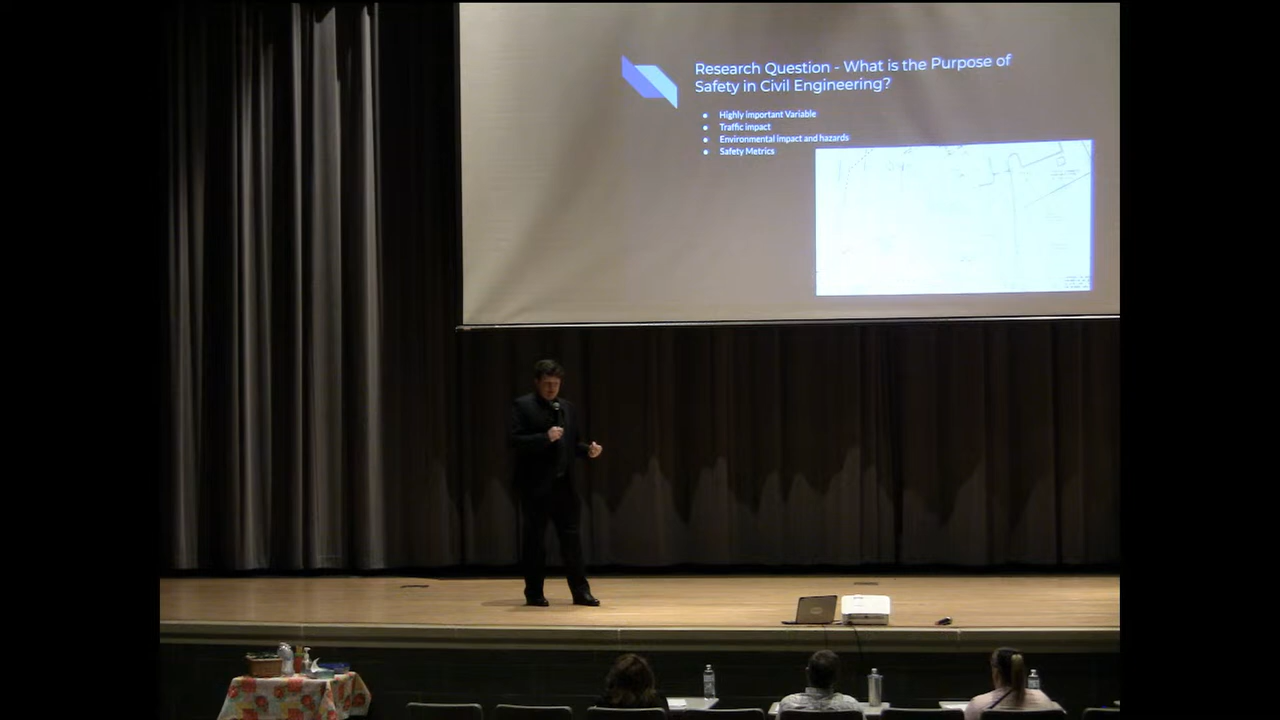 Research Question - What is the Purpose of
Safety in Civil Engineering?
● Highly important Variable
● Traffic impact
● Environmental impact and hazards
● Safety Metrics